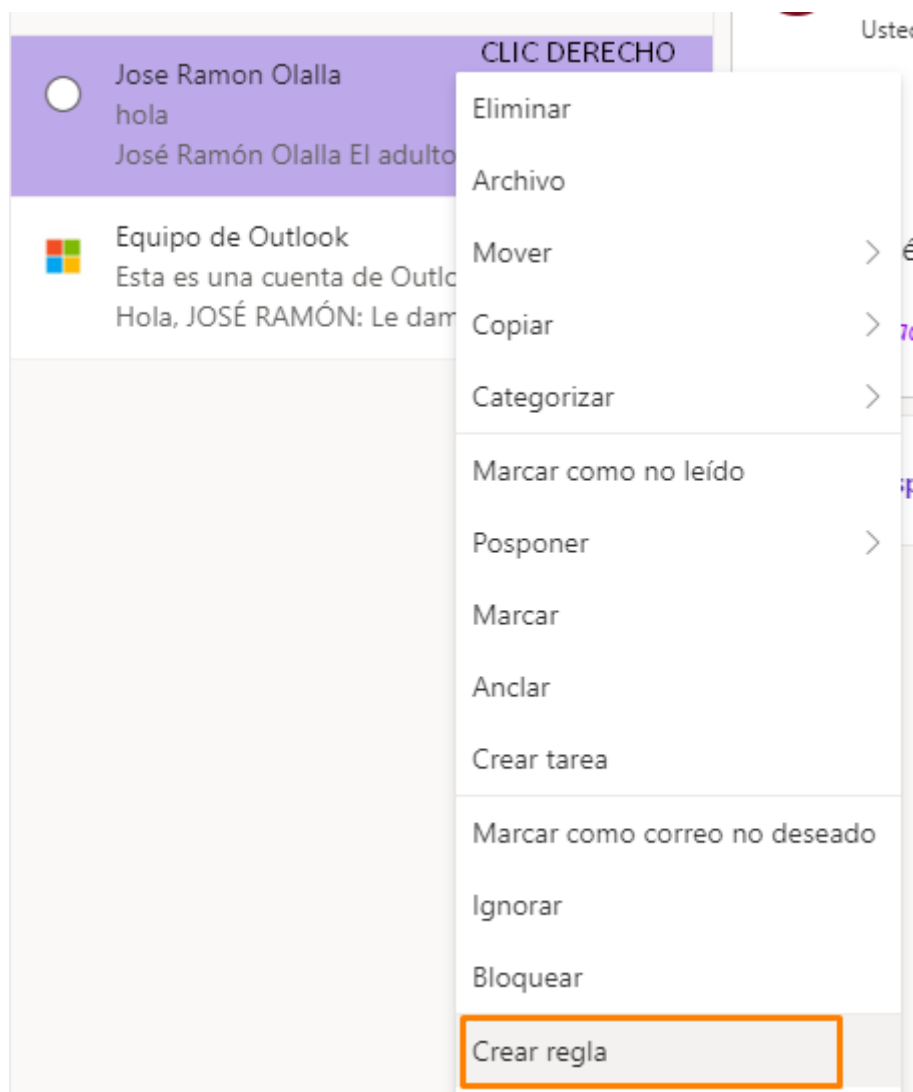 Usted
CLIC DERECHO
Jose Ramon Olalla
hola
José Ramón Olalla El adulto
Equipo de Outlook
Esta es una cuenta de Outlo
Hola, JOSÉ RAMÓN: Le dam
Eliminar
Archivo
Mover
Copiar
Categorizar
Marcar como no leído
Posponer
Marcar
Anclar
Crear tarea
Marcar como correo no deseado
Ignorar
Bloquear
Crear regla